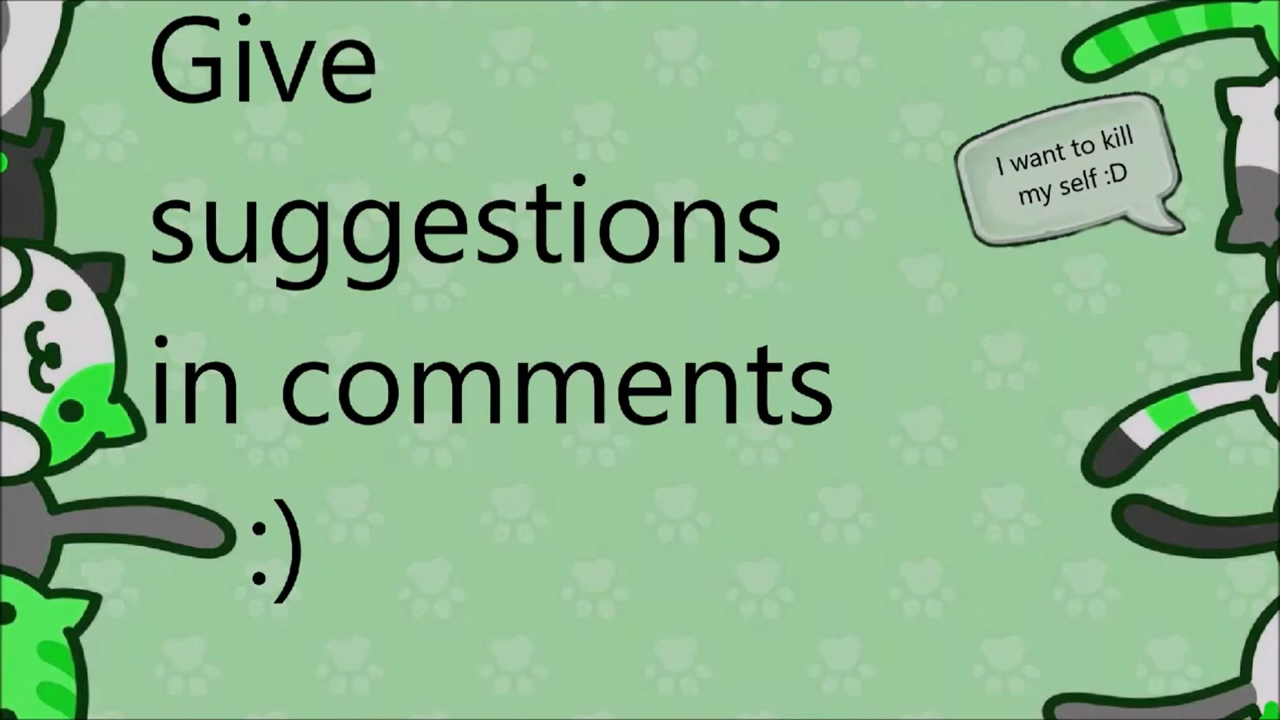 Give
suggestions
in comments
:)
I want to kill
my self :D